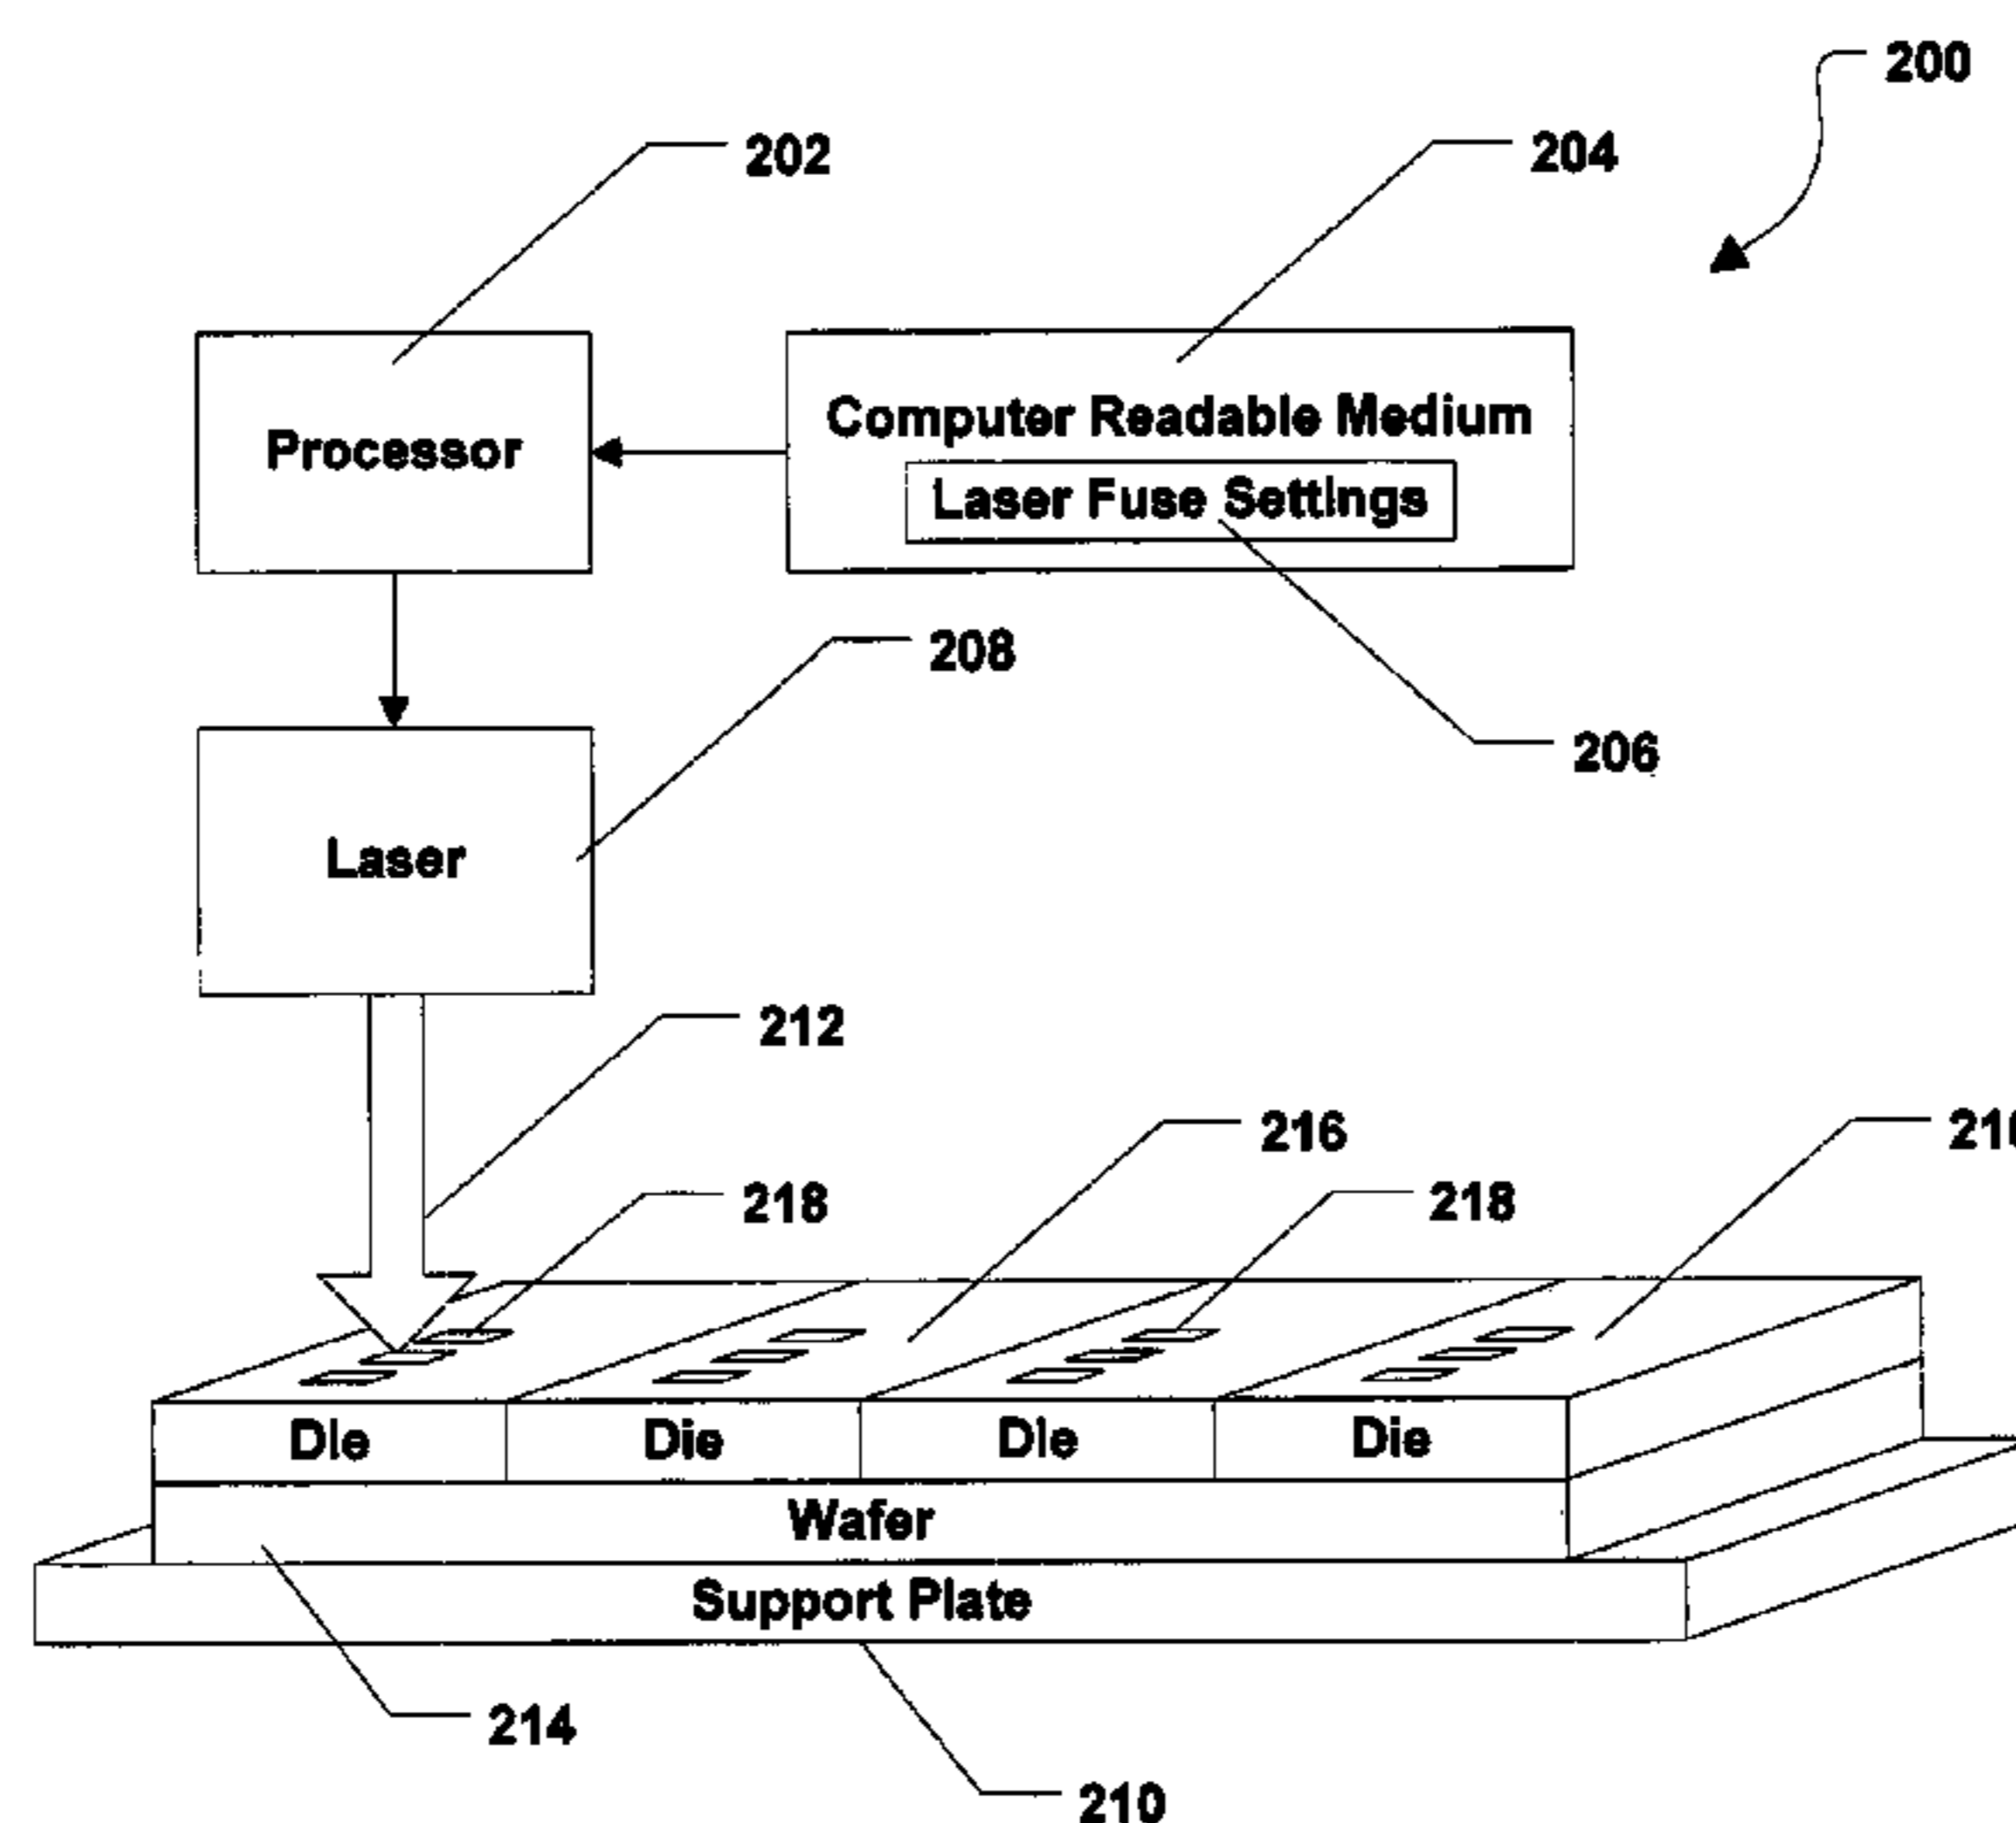 200
202
204
Processor
Computer Readable Medium
Laser Fuse Settings
208
206
Laser
212
216
218
218
Die
Die
Die
Die
Wafer
Support Plate
214
210